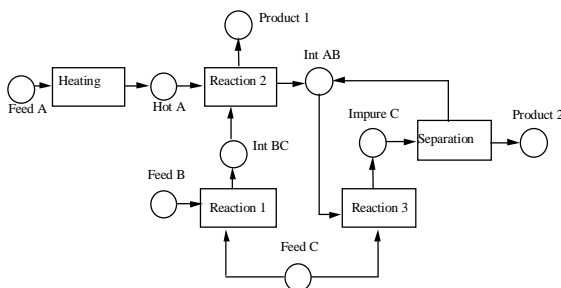 Product 1
Heating
Reaction 2
Int AB
Feed A
Hot A
Impure C
Product 2
Separation
Int BC
Feed B
Reaction 1
Reaction 3
Feed C